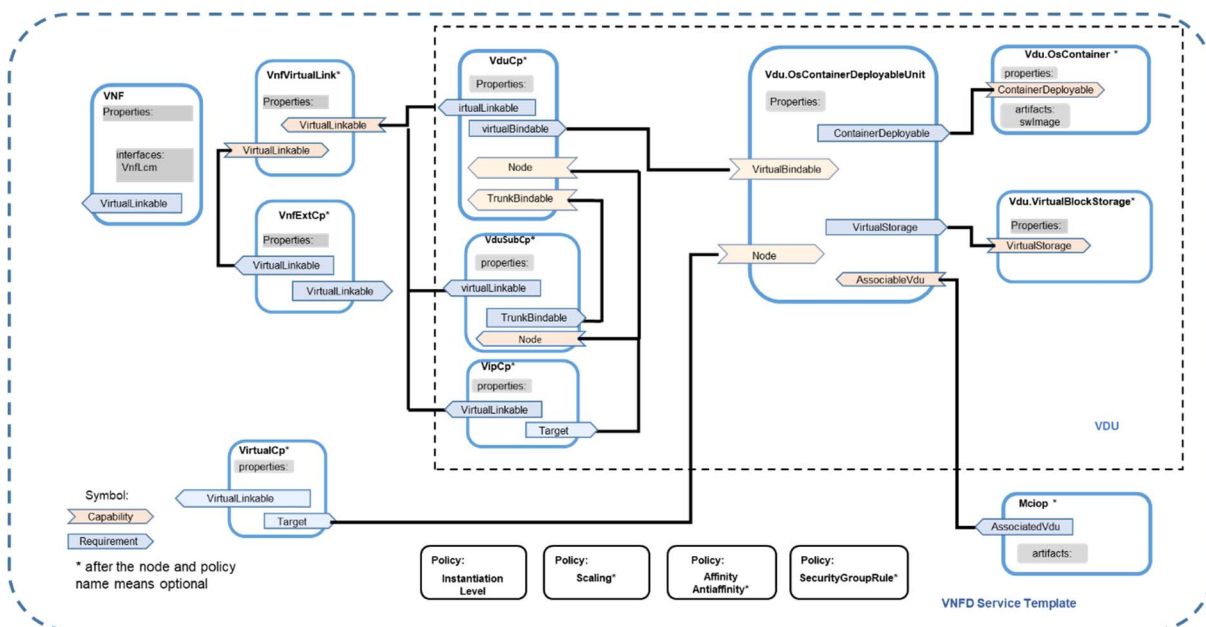 VNF
Properties:
interfaces:
VnfLcm
VirtualLinkable
VnfVirtualLink*
Properties:
VirtualLinkable
VirtualLinkable
VnfExtCp*
Properties:
VirtualLinkable
VirtualLinkable
VduCp*
Properties:
irtualLinkable
virtualBindable
Node
TrunkBindable
VduSubCp*
properties:
virtualLinkable
TrunkBindable
Node
VipCp*
properties:
VirtualLinkable
Target
Vdu.OsContainerDeployableUnit
Properties:
ContainerDeployable
VirtualBindable
VirtualStorage
Node
AssociableVdu
Vdu.OsContainer *
properties:
ContainerDeployable
artifacts:
swImage
Vdu.VirtualBlockStorage*
Properties:
VirtualStorage
VDU
VirtualCp*
properties:
VirtualLinkable
Target
Mciop *
AssociatedVdu
artifacts:
Symbol:
Capability
Requirement
* after the node and policy
name means optional
Policy:
Instantiation
Level
Policy:
Scaling*
Policy:
Affinity
Antiaffinity*
Policy:
SecurityGroupRule*
VNFD Service Template